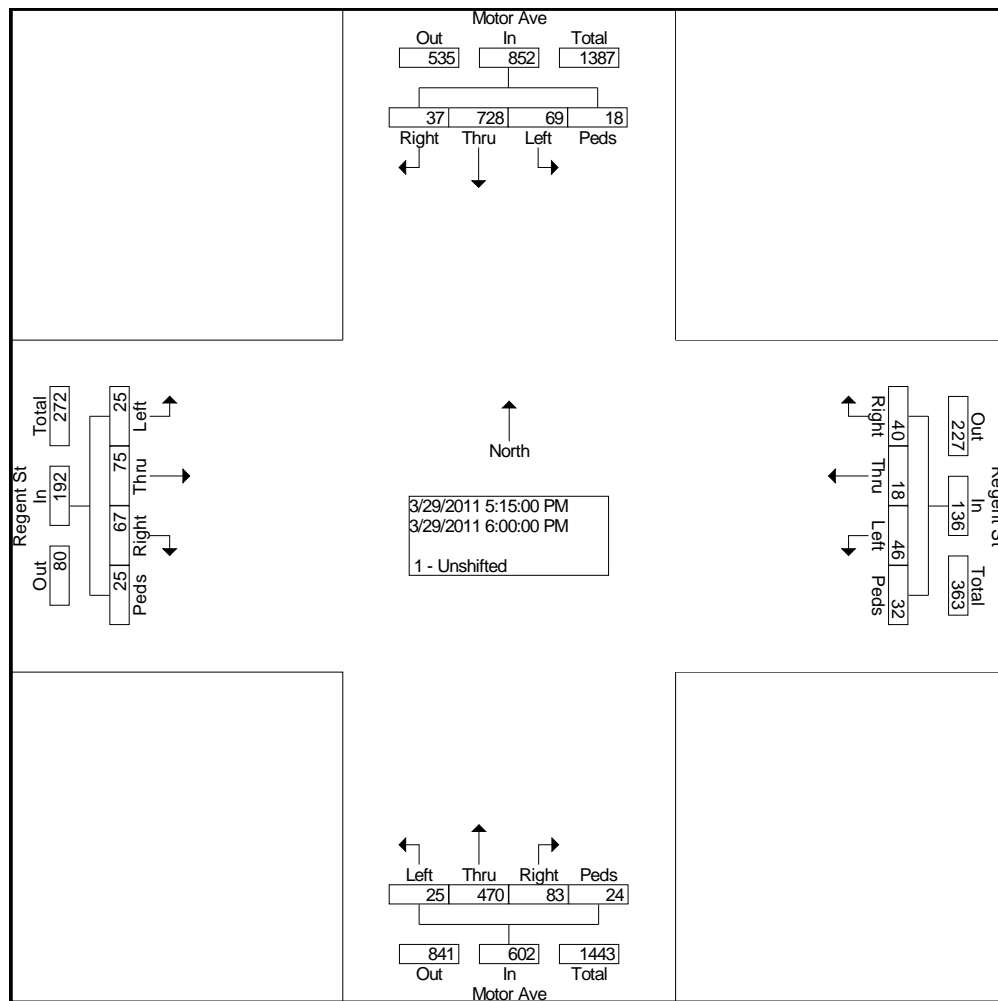 Motor Ave
Out In Total
535 852 1387
37 728 69 18
Right Thru Left Peds
Regent St
Total In Out
272 192 80
25 75 67 25
Left Thru Right Peds
North
3/29/2011 5:15:00 PM
3/29/2011 6:00:00 PM
1 - Unshifted
Right Thru Left Peds
40 18 46 32
Out In Total
227 136 363
Regent St
Left Thru Right Peds
25 470 83 24
841 602 1443
Out In Total
Motor Ave